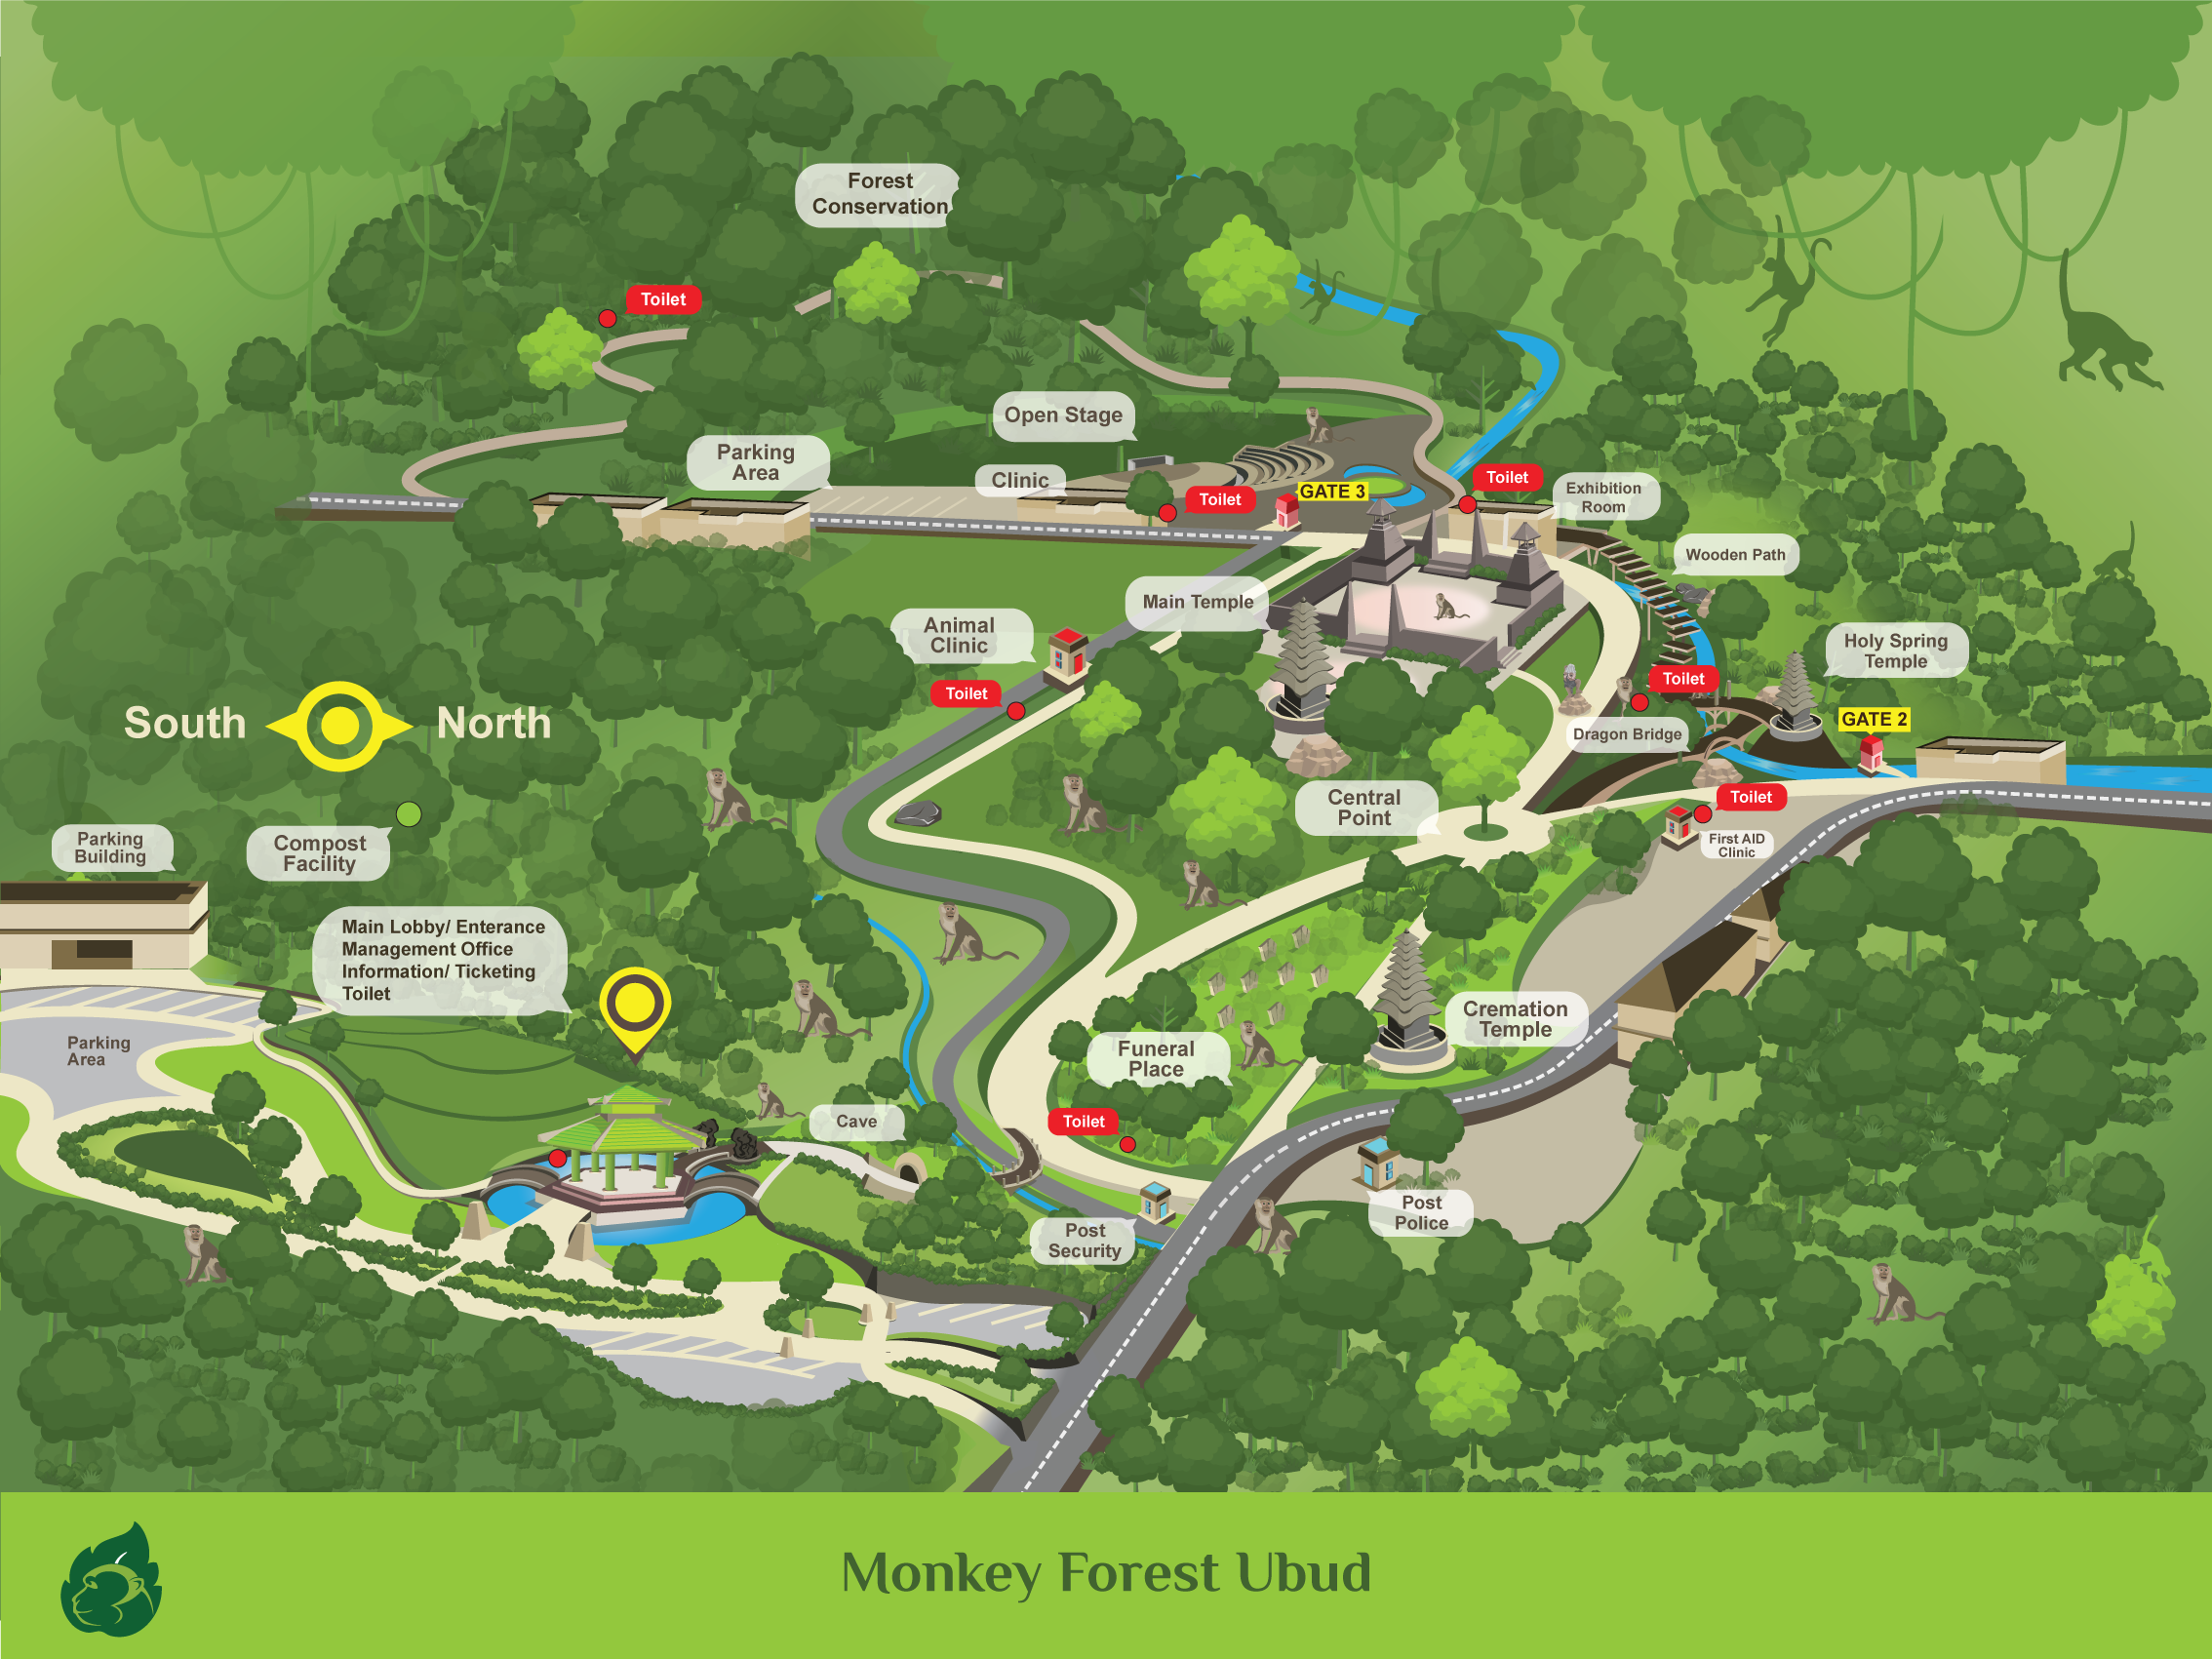 Forest
Conservation
Toilet
Open Stage
Parking
Area
Clinic
Toilet
GATE 3
Toilet
Exhibition
Room
Wooden Path
Main Temple
Animal
Clinic
Toilet
Holy Spring
Temple
Toilet
Dragon Bridge
GATE 2
South
North
Central
Point
Toilet
First AID
Clinic
Parking
Building
Compost
Facility
Main Lobby/ Enterance
Management Office
Information/ Ticketing
Toilet
Parking
Area
Cremation
Temple
Funeral
Place
Toilet
Cave
Post
Security
Post
Police
Monkey Forest Ubud